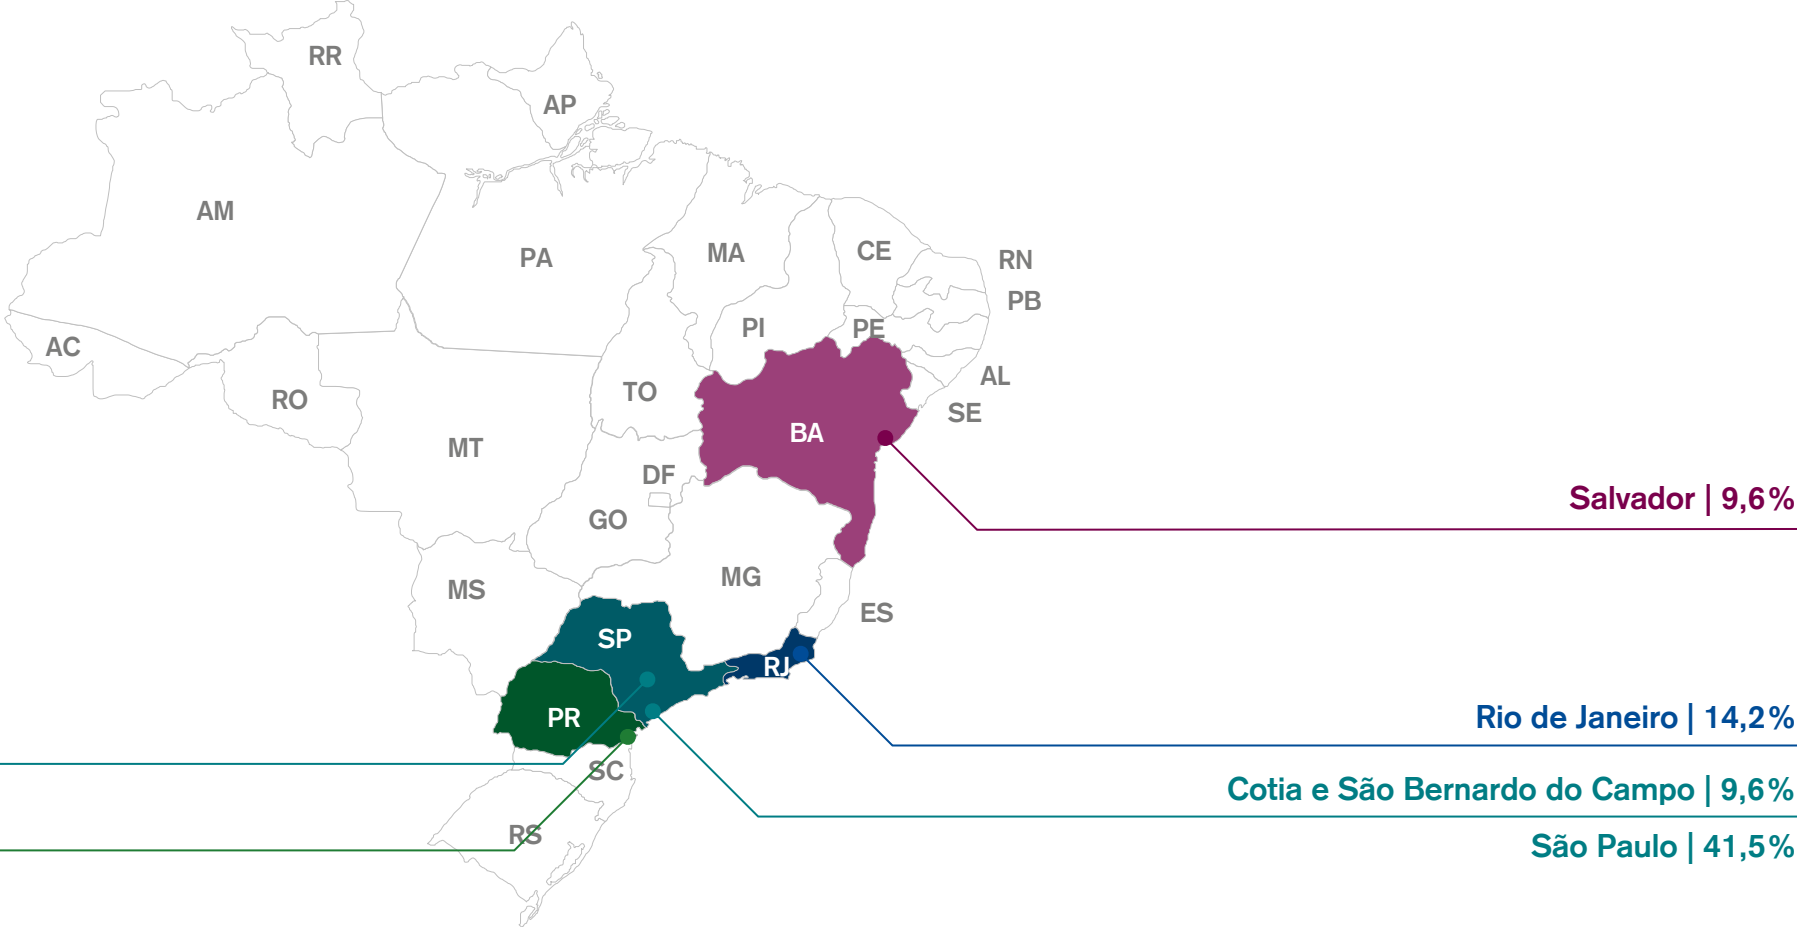 RR
AP
AM
PA
MA
CE
RN
PB
PI
PE
AC
TO
AL
RO
SE
BA
MT
DF
Salvador | 9,6%
GO
MG
MS
ES
SP
RJ
PR
Rio de Janeiro | 14,2%
SC
Cotia e São Bernardo do Campo | 9,6%
RS
São Paulo | 41,5%